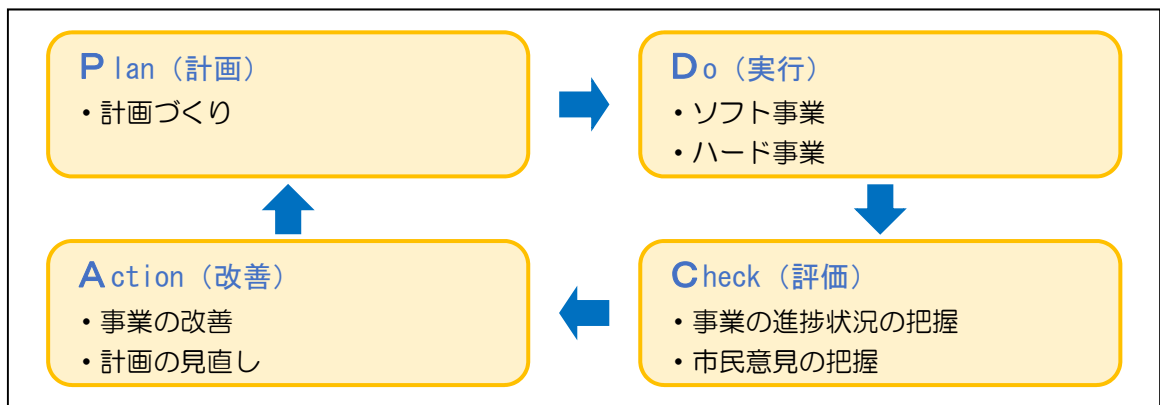 Plan（計画）
・計画づくり
Do（実行）
・ソフト事業
・ハード事業
Action（改善）
・事業の改善
・計画の見直し
Check（評価）
・事業の進捗状況の把握
・市民意見の把握